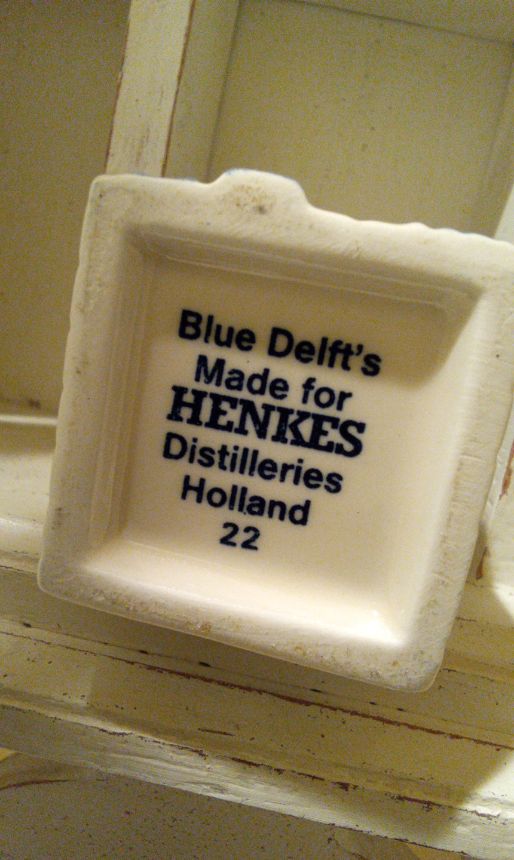 Blue Delft's
Made for
HENKES
Distilleries
Holland
22